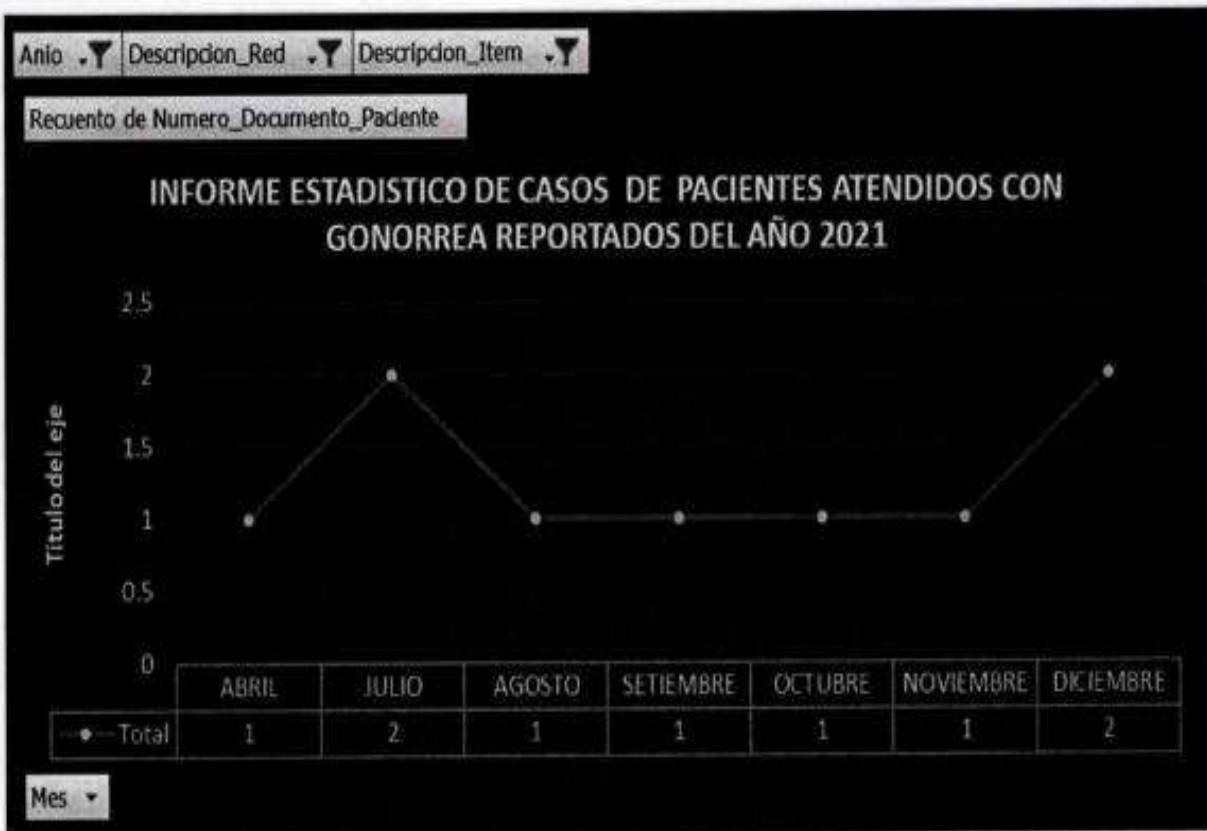 Anio Descripcion_Red Descripcion_Item
Recuento de Numero_Documento_Paciente
INFORME ESTADISTICO DE CASOS DE PACIENTES ATENDIDOS CON
GONORREA REPORTADOS DEL AÑO 2021
2.5
2
1.5
1
0.5
0
Título del eje
ABRIL JULIO AGOSTO SETIEMBRE OCTUBRE NOVIEMBRE DICIEMBRE
Total 1 2 1 1 1 1 2
Mes